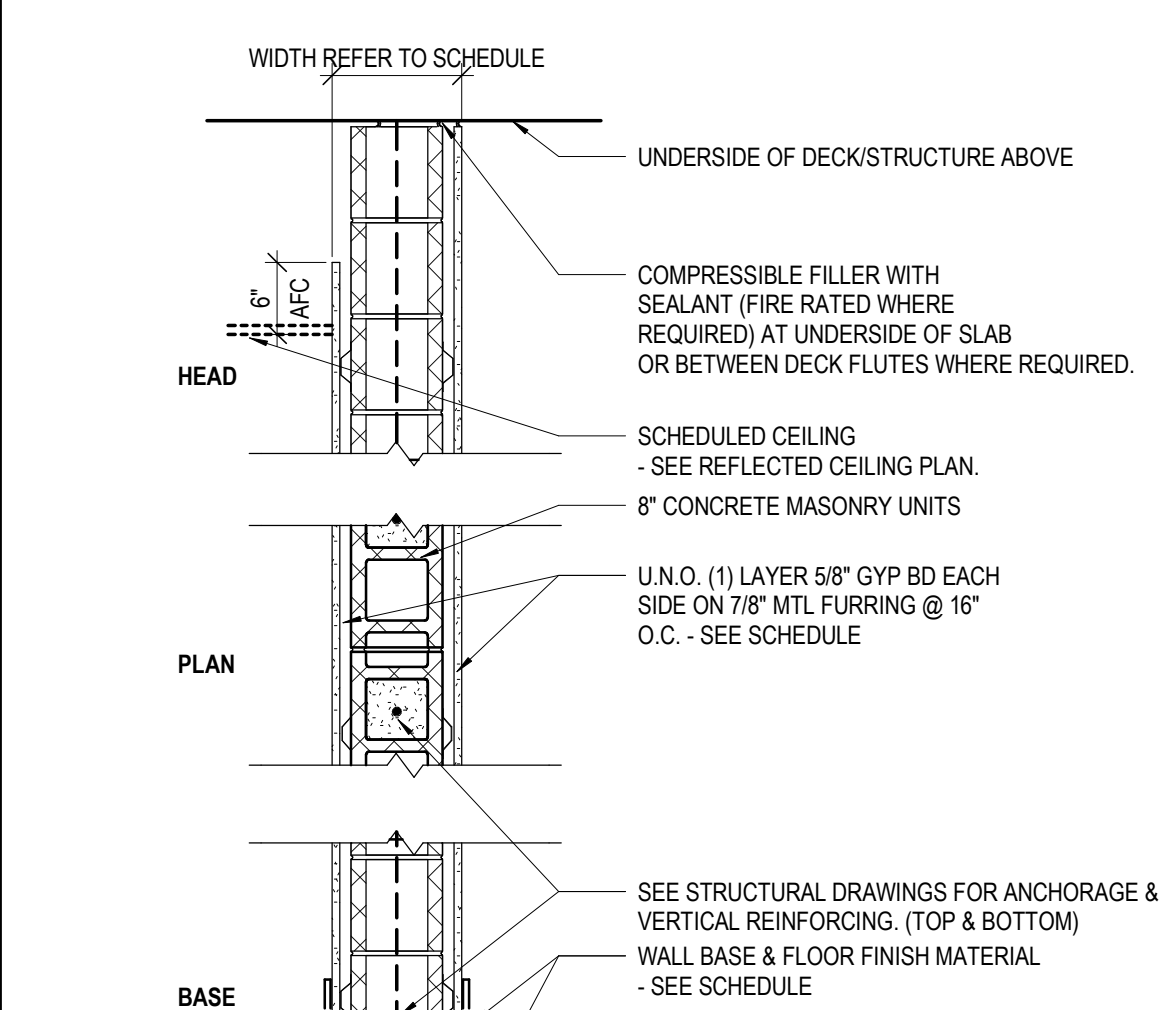 WIDTH REFER TO SCHEDULE
UNDERSIDE OF DECK/STRUCTURE ABOVE
COMPRESSIBLE FILLER WITH
SEALANT (FIRE RATED WHERE
REQUIRED) AT UNDERSIDE OF SLAB
OR BETWEEN DECK FLUTES WHERE REQUIRED.
6"
AFC
HEAD
SCHEDULED CEILING
- SEE REFLECTED CEILING PLAN.
8" CONCRETE MASONRY UNITS
U.N.O. (1) LAYER 5/8" GYP BD EACH
SIDE ON 7/8" MTL FURRING @ 16"
O.C. - SEE SCHEDULE
PLAN
SEE STRUCTURAL DRAWINGS FOR ANCHORAGE &
VERTICAL REINFORCING. (TOP & BOTTOM)
WALL BASE & FLOOR FINISH MATERIAL
- SEE SCHEDULE
BASE